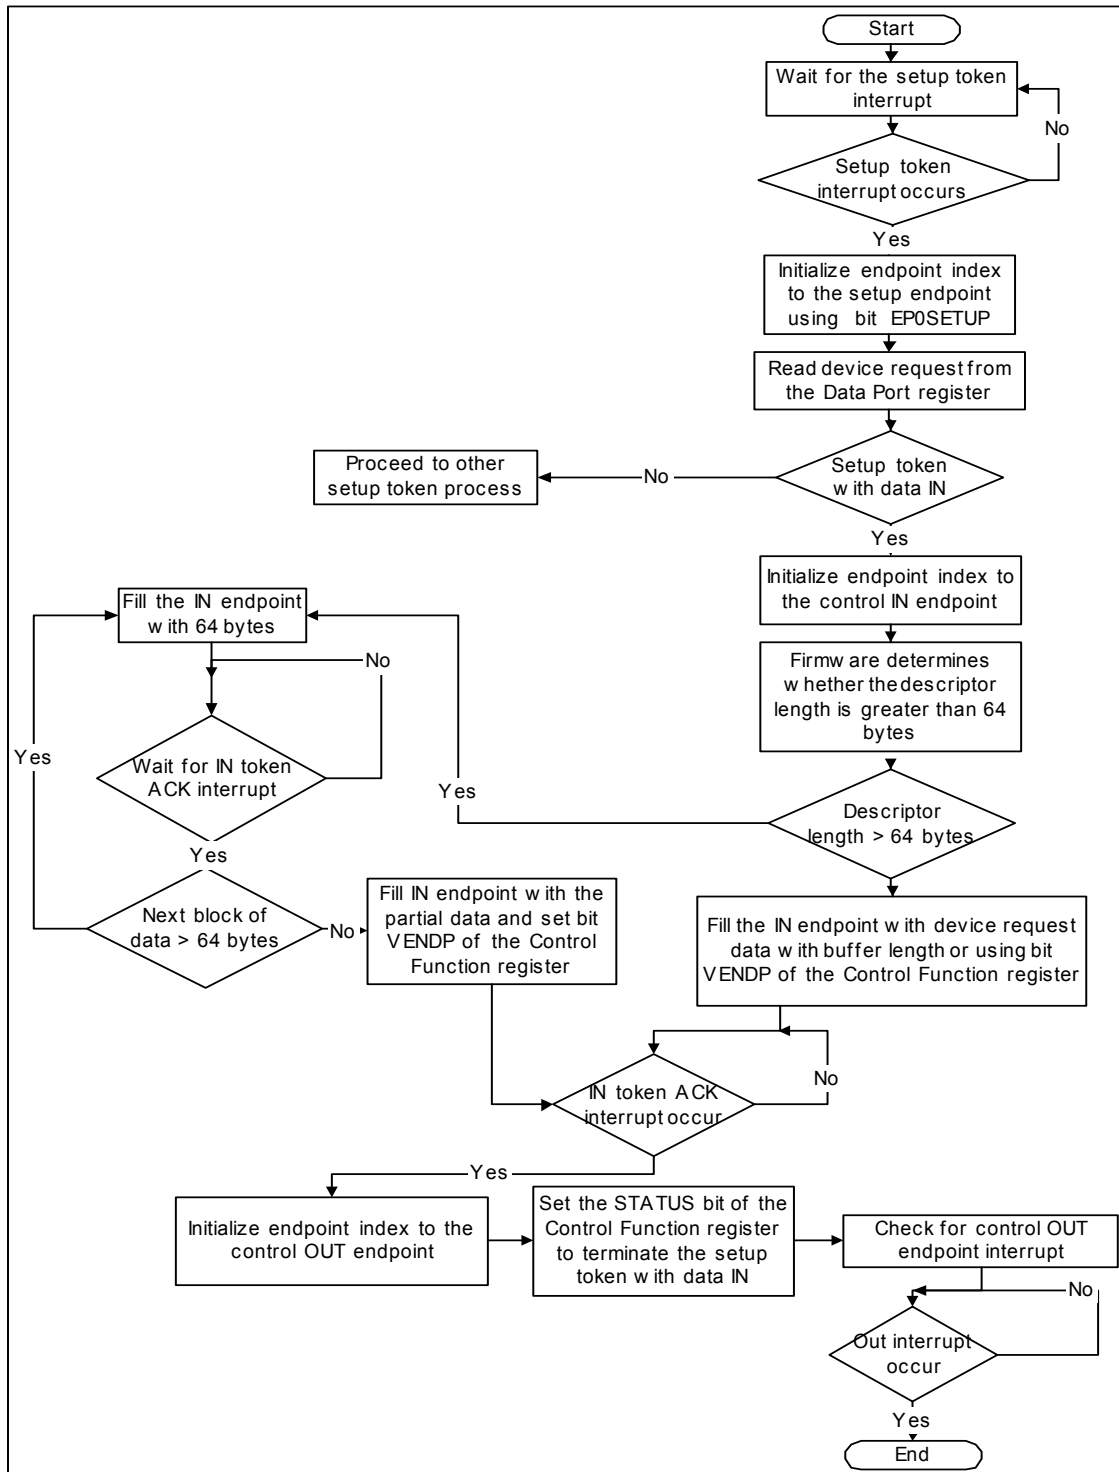 Start
Wait for the setup token
interrupt
No
Setup token
interrupt occurs
Yes
Initialize endpoint index
to the setup endpoint
using bit EP0SETUP
Read device request from
the Data Port register
Setup token
with data IN
No
Proceed to other
setup token process
Yes
Initialize endpoint index to
the control IN endpoint
Fill the IN endpoint
with 64 bytes
Firmware determines
whether the descriptor
length is greater than 64
bytes
No
Yes
Wait for IN token
ACK interrupt
Yes
Descriptor
length > 64 bytes
Yes
Next block of
data > 64 bytes
No
Fill IN endpoint with the
partial data and set bit
VENDP of the Control
Function register
Fill the IN endpoint with device request
data with buffer length or using bit
VENDP of the Control Function register
IN token ACK
interrupt occur
No
Yes
Initialize endpoint index to the
control OUT endpoint
Set the STATUS bit of the
Control Function register
to terminate the setup
token with data IN
Check for control OUT
endpoint interrupt
No
Out interrupt
occur
Yes
End